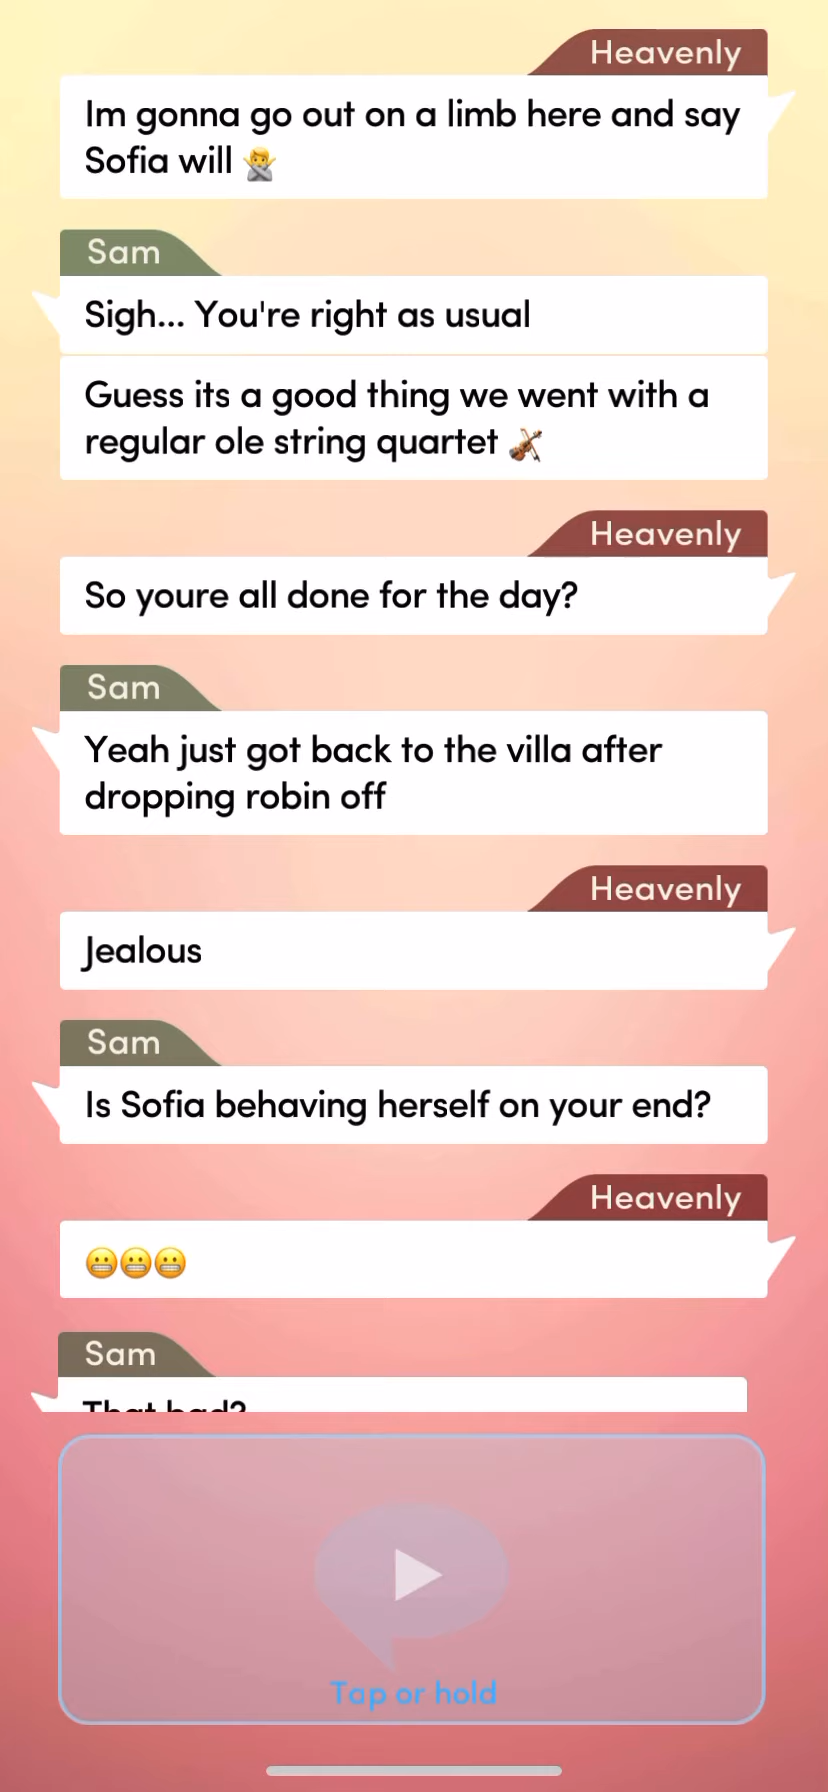 Heavenly
Im gonna go out on a limb here and say
Sofia will 🙅
Sam
Sigh... You're right as usual
Guess its a good thing we went with a
regular ole string quartet 🎻
Heavenly
So youre all done for the day?
Sam
Yeah just got back to the villa after
dropping robin off
Heavenly
Jealous
Sam
Is Sofia behaving herself on your end?
Heavenly
😬😬😬
Sam
That bad?
Tap or hold